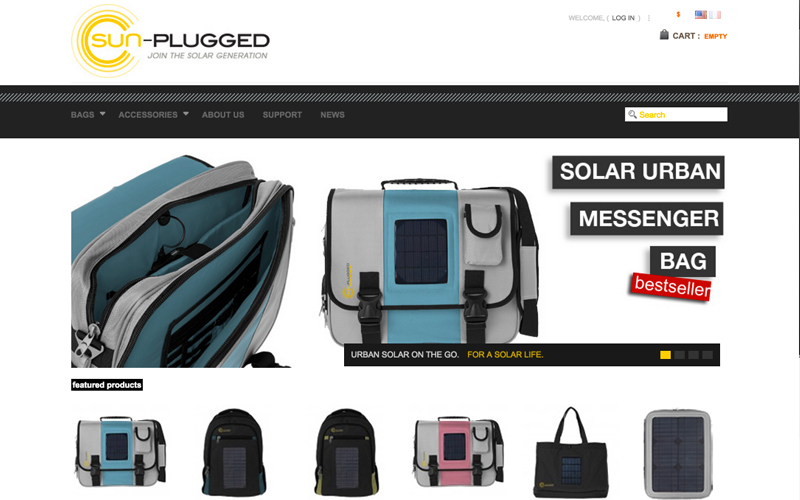 WELCOME, ( LOG IN )
$
SUN-PLUGGED
JOIN THE SOLAR GENERATION
CART : EMPTY
BAGS ACCESSORIES ABOUT US SUPPORT NEWS
Search
SOLAR URBAN
MESSENGER
BAG
bestseller
URBAN SOLAR ON THE GO. FOR A SOLAR LIFE.
featured products